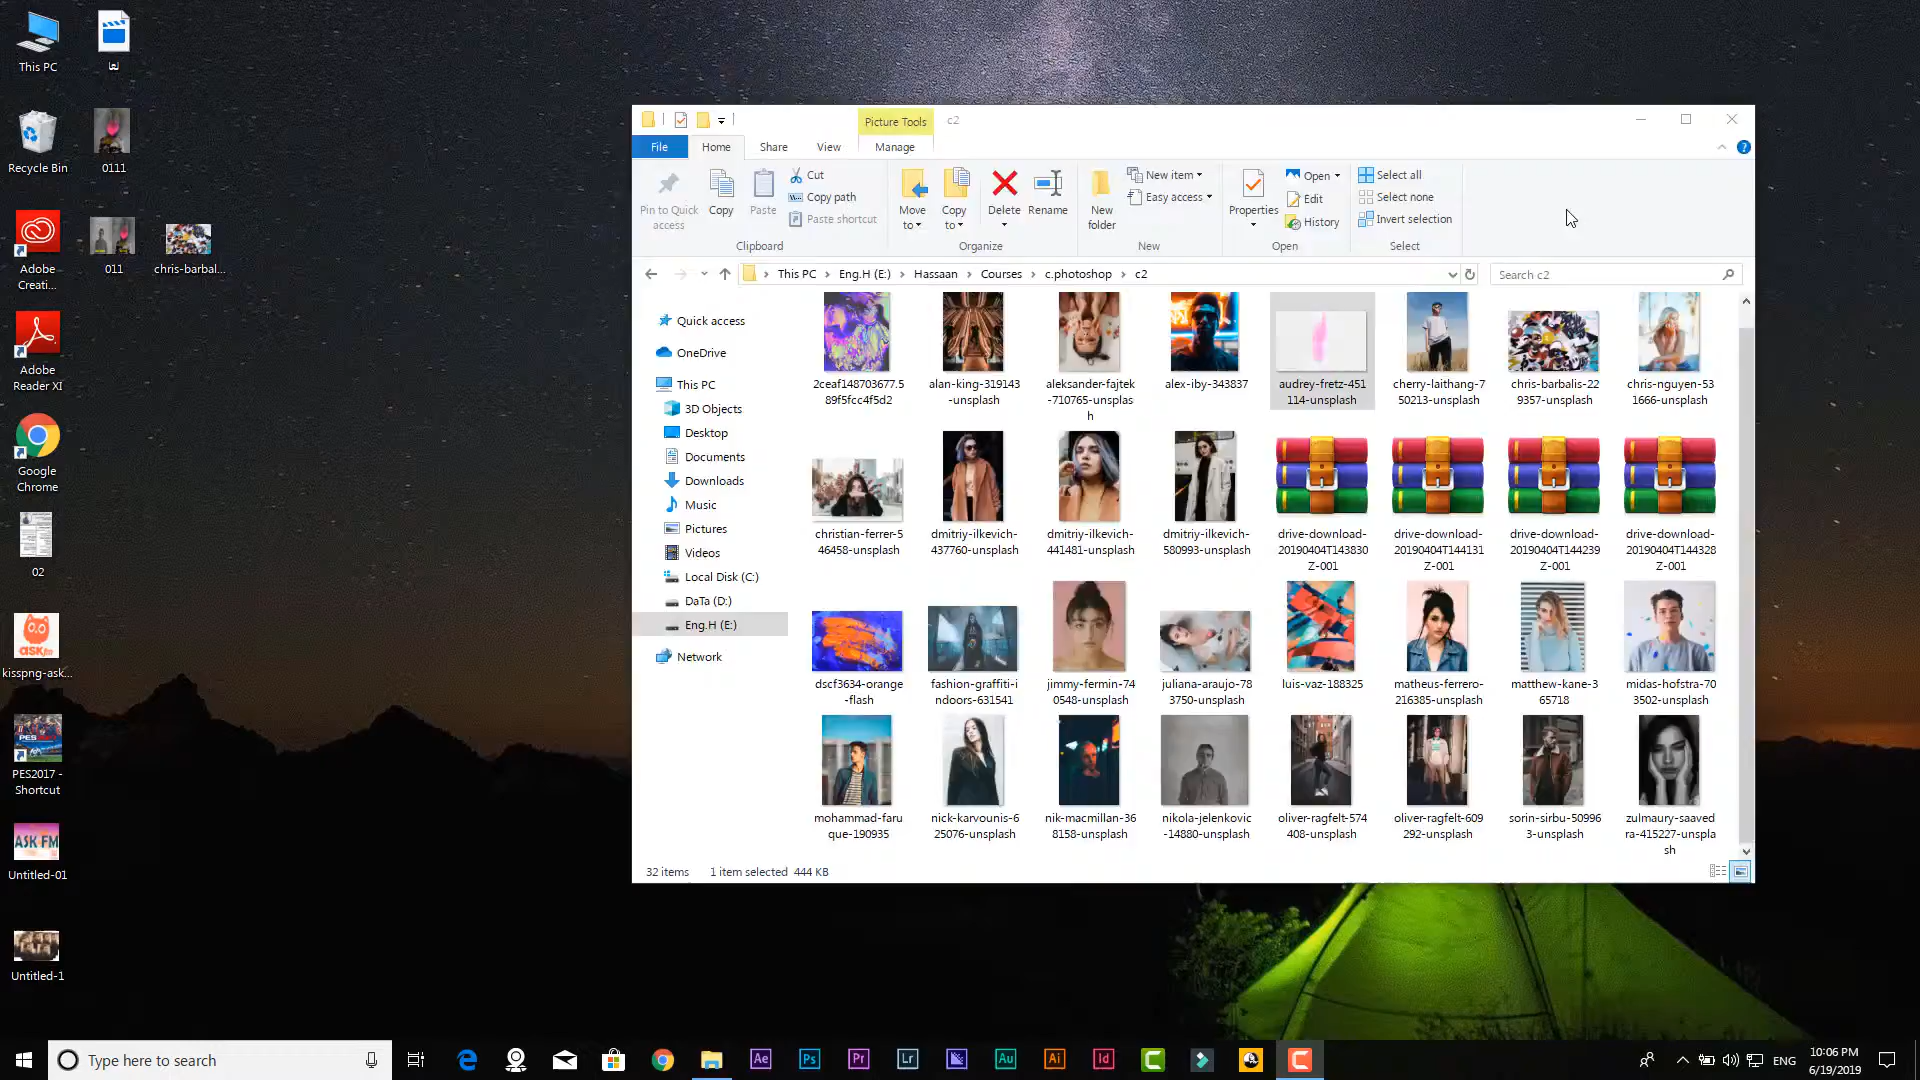 This PC
Recycle Bin
0111
Adobe
Creati...
011
chris-barbal...
Adobe
Reader XI
Google
Chrome
02
kisspng-ask...
PES2017 -
Shortcut
Untitled-01
Untitled-1
Picture Tools
c2
File
Home
Share
View
Manage
Pin to Quick
access
Copy
Paste
Cut
Copy path
Paste shortcut
Clipboard
Move
to
Copy
to
Delete
Rename
Organize
New
folder
New item
Easy access
New
Properties
Open
Edit
History
Open
Select all
Select none
Invert selection
Select
This PC
Eng.H (E:)
Hassaan
Courses
c.photoshop
c2
Search c2
Quick access
OneDrive
This PC
3D Objects
Desktop
Documents
Downloads
Music
Pictures
Videos
Local Disk (C:)
DaTa (D:)
Eng.H (E:)
Network
2ceaf148703677.5
89f5fcc4f5d2
alan-king-319143
-unsplash
aleksander-fajtek
-710765-unsplas
h
alex-iby-343837
audrey-fretz-451
114-unsplash
cherry-laithang-7
50213-unsplash
chris-barbalis-22
9357-unsplash
chris-nguyen-53
1666-unsplash
christian-ferrer-5
46458-unsplash
dmitriy-ilkevich-
437760-unsplash
dmitriy-ilkevich-
441481-unsplash
dmitriy-ilkevich-
580993-unsplash
drive-download-
20190404T143830
Z-001
drive-download-
20190404T144131
Z-001
drive-download-
20190404T144239
Z-001
drive-download-
20190404T144328
Z-001
dscf3634-orange
-flash
fashion-graffiti-i
ndoors-631541
jimmy-fermin-74
0548-unsplash
juliana-araujo-78
3750-unsplash
luis-vaz-188325
matheus-ferrero-
216385-unsplash
matthew-kane-3
65718
midas-hofstra-70
3502-unsplash
mohammad-faru
que-190935
nick-karvounis-6
25076-unsplash
nik-macmillan-36
8158-unsplash
nikola-jelenkovic
-14880-unsplash
oliver-ragfelt-574
408-unsplash
oliver-ragfelt-609
292-unsplash
sorin-sirbu-50996
3-unsplash
zulmaury-saaved
ra-415227-unspla
sh
32 items
1 item selected 444 KB
Type here to search
Ae
Ps
Pr
Lr
Au
Ai
Id
ENG
10:06 PM
6/19/2019